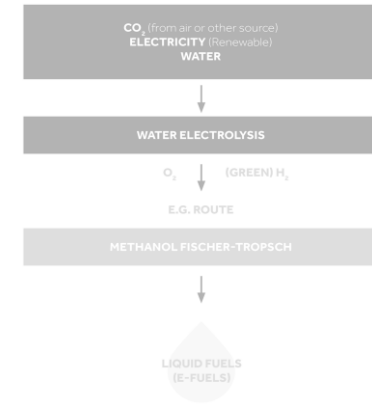 CO₂ (from air or other source)
ELECTRICITY (Renewable)
WATER
WATER ELECTROLYSIS
O₂ (GREEN) H₂
E.G. ROUTE
METHANOL FISCHER-TROPSCH
LIQUID FUELS
(E-FUELS)